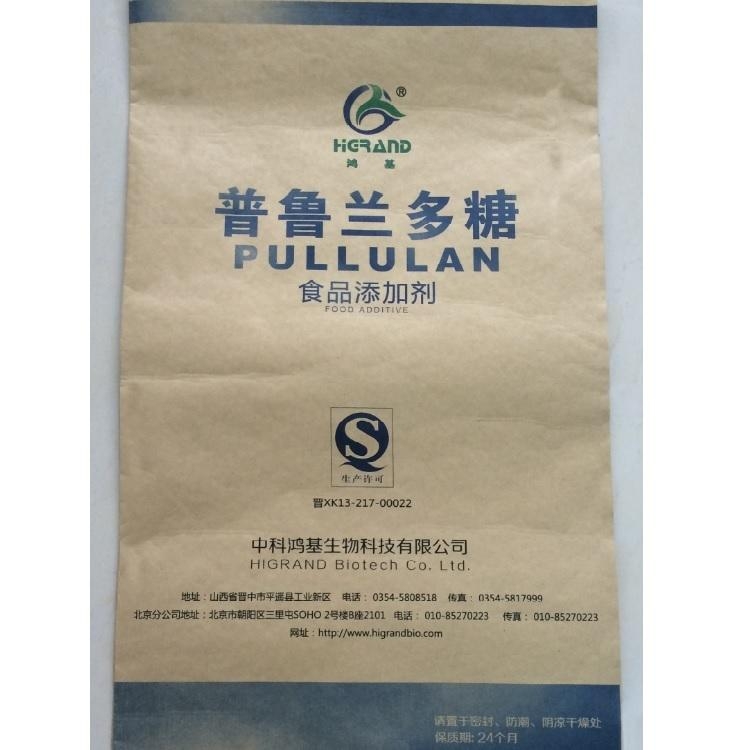 ®
HiGRAND
鸿 基
普鲁兰多糖
PULLULAN
食品添加剂
FOOD ADDITIVE
QS
生产许可
晋XK13-217-00022
中科鸿基生物科技有限公司
HIGRAND Biotech Co. Ltd.
地址：山西省晋中市平遥县工业新区 电话：0354-5808518 传真：0354-5817999
北京分公司地址：北京市朝阳区三里屯SOHO 2号楼B座2101 电话：010-85270223 传真：010-85270223
网址：http://www.higrandbio.com
请置于密封、防潮、阴凉干燥处
保质期：24个月